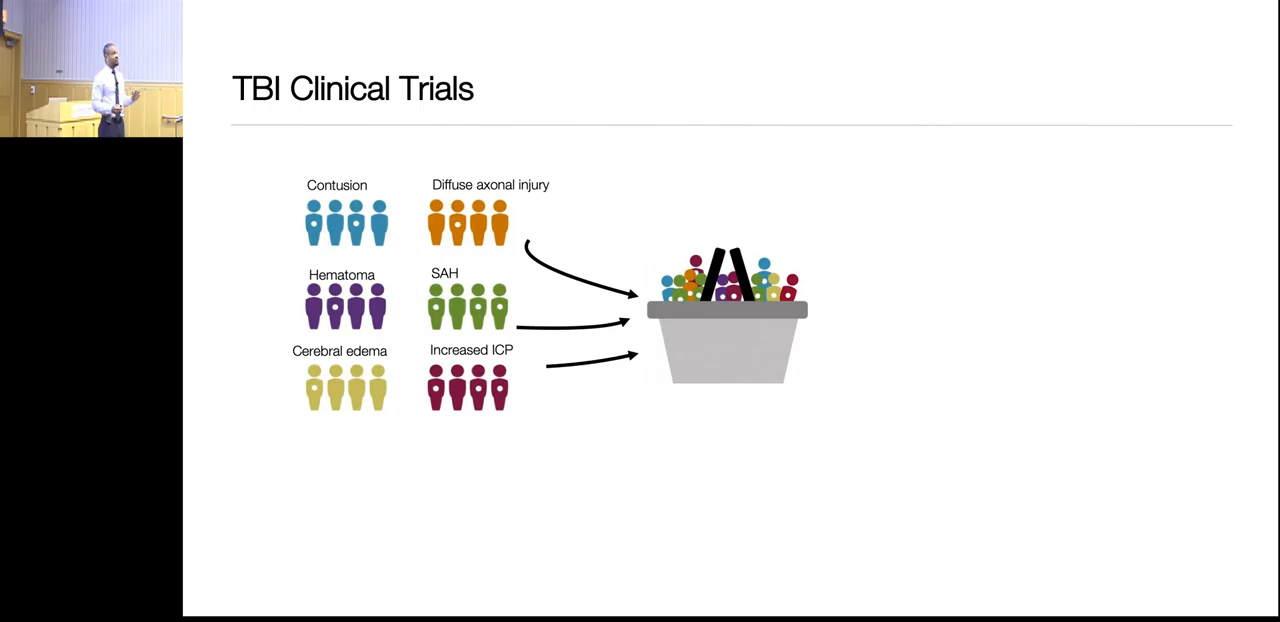 TBI Clinical Trials
Contusion
Diffuse axonal injury
Hematoma
SAH
Cerebral edema
Increased ICP